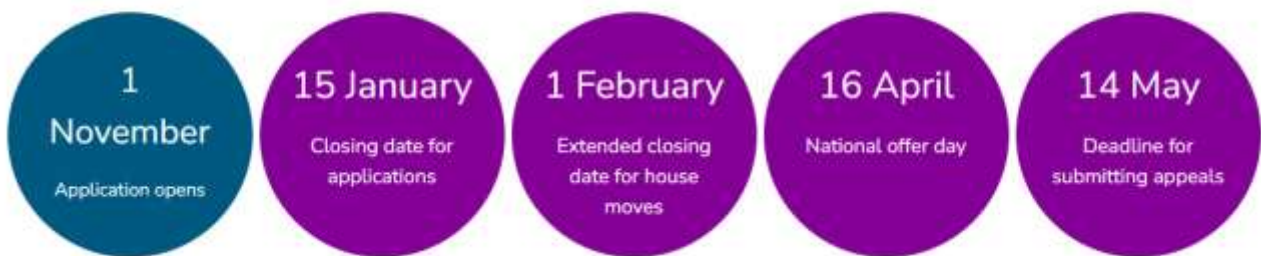 1
November
Application opens
15 January
Closing date for
applications
1 February
Extended closing
date for house
moves
16 April
National offer day
14 May
Deadline for
submitting appeals